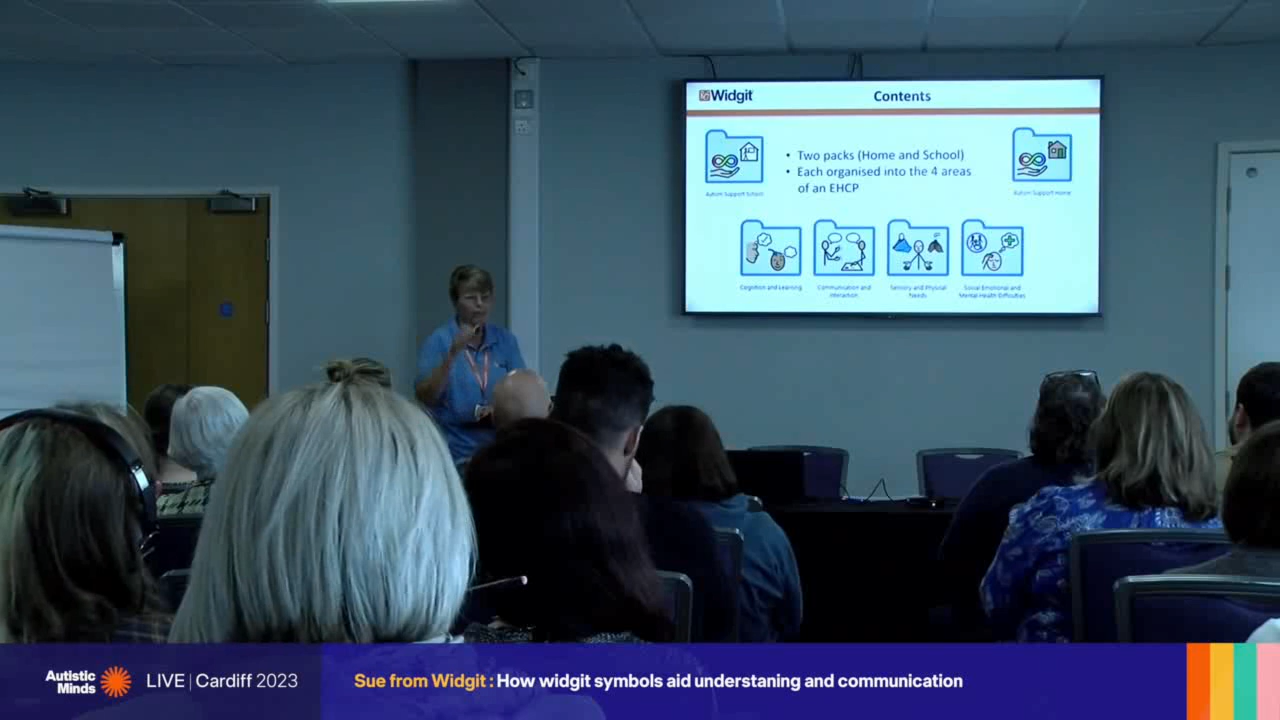 Widgit
Contents
• Two packs (Home and School)
• Each organised into the 4 areas
of an EHCP
Autism Support School
Autism Support Home
Cognition and Learning
Communication and
Interaction
Sensory and Physical
Needs
Social Emotional and
Mental Health Difficulties
Autistic
Minds
LIVE | Cardiff 2023
Sue from Widgit : How widgit symbols aid understaning and communication